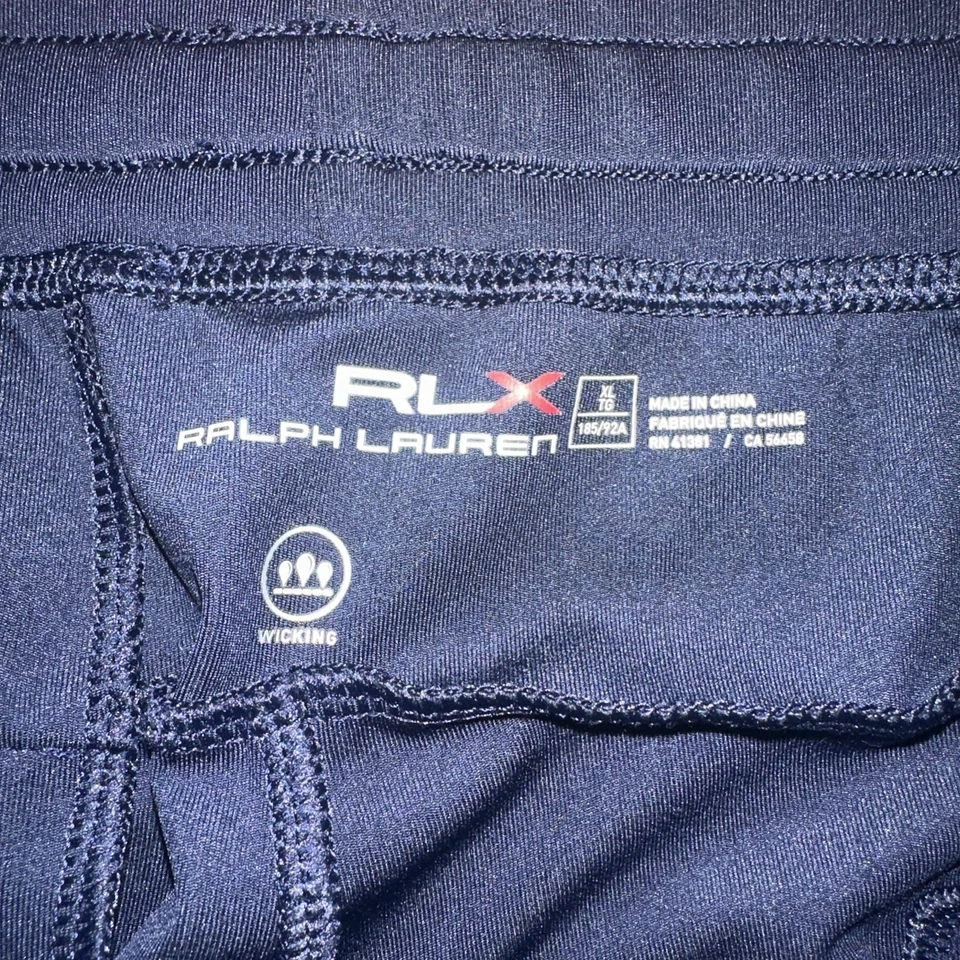 RLX
RALPH LAUREN
XL
TG
185/92A
MADE IN CHINA
FABRIQUÉ EN CHINE
RN 41381 / CA 56658
WICKING